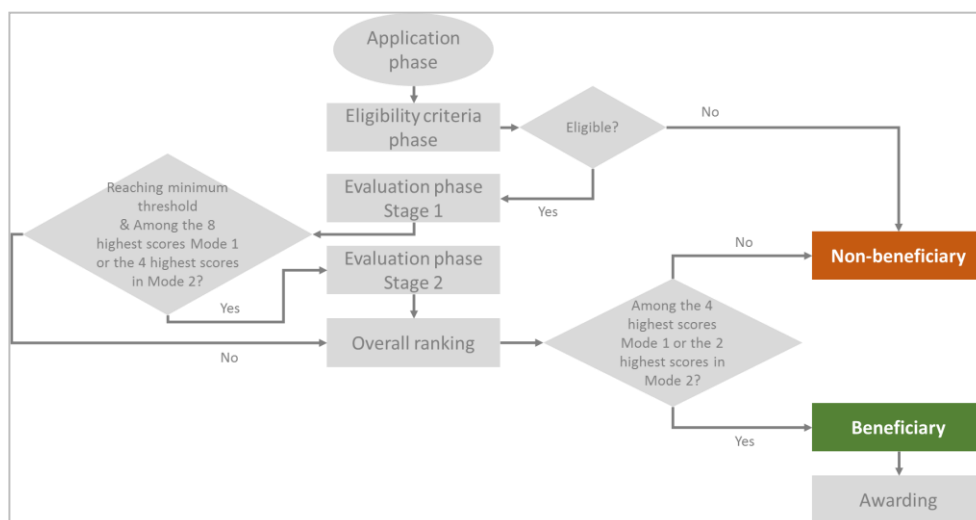 Application
phase
Eligibility criteria
phase
Eligible?
No
Yes
Evaluation phase
Stage 1
Reaching minimum
threshold
& Among the 8
highest scores Mode 1
or the 4 highest scores
in Mode 2?
Yes
No
Evaluation phase
Stage 2
Overall ranking
Among the 4
highest scores
Mode 1 or the 2
highest scores in
Mode 2?
No
Non-beneficiary
Yes
Beneficiary
Awarding